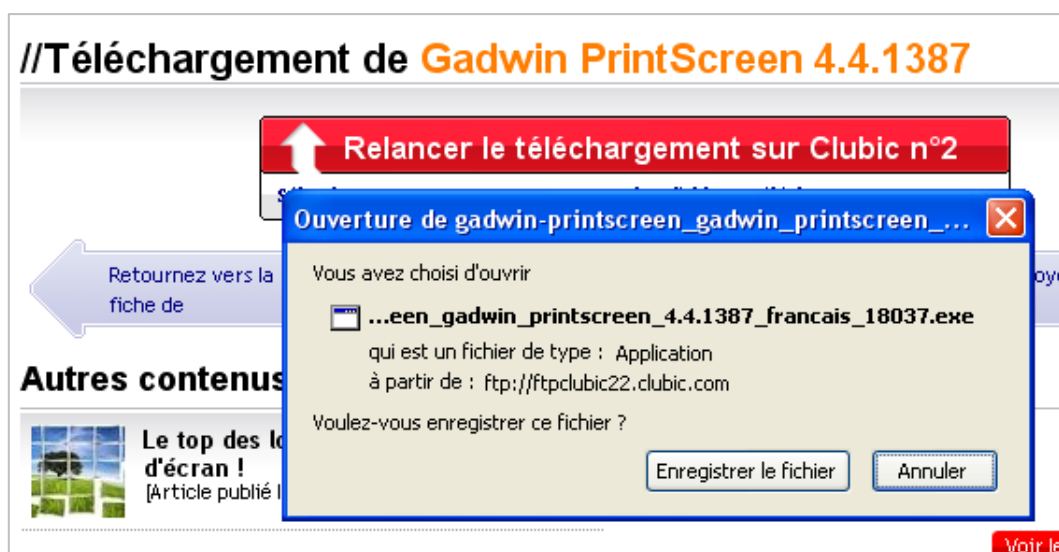 //Téléchargement de Gadwin PrintScreen 4.4.1387
Relancer le téléchargement sur Clubic n°2
Ouverture de gadwin-printscreen_gadwin_printscreen_...
Retournez vers la
fiche de
Vous avez choisi d'ouvrir
...een_gadwin_printscreen_4.4.1387_francais_18037.exe
qui est un fichier de type : Application
à partir de : ftp://ftpclubic22.clubic.com
Voulez-vous enregistrer ce fichier ?
Enregistrer le fichier Annuler
Autres contenus
Le top des
d'écran !
[Article publié
Voir le